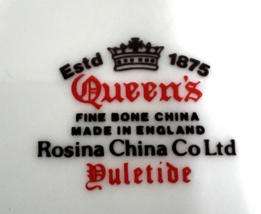 Estd 1875
Queen's
FINE BONE CHINA
MADE IN ENGLAND
Rosina China Co Ltd
Yuletide